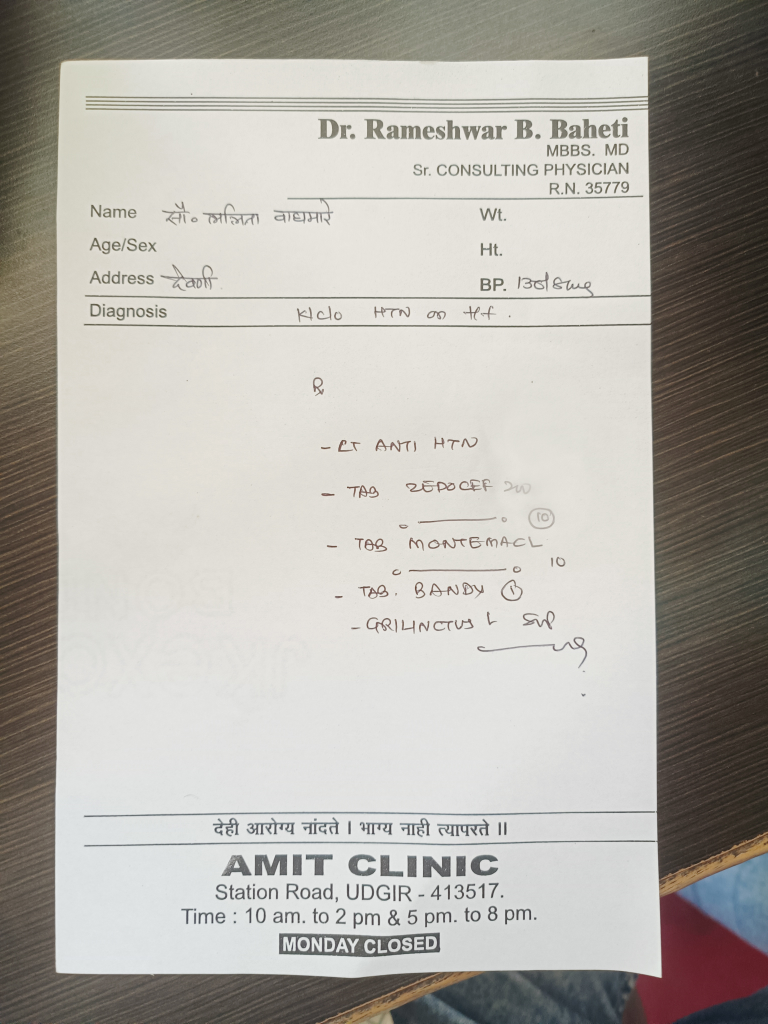 Dr. Rameshwar B. Baheti
MBBS. MD
Sr. CONSULTING PHYSICIAN
R.N. 35779
Name सौ. ललिता वाघमारे Wt.
Age/Sex Ht.
Address देवणी BP. 130/8
Diagnosis K/c/o HTN on
℞
- CT ANTI HTN
- TAB ZEDOCEF 200
10
- TAB MONTEMACL
10
- TAB. BANDY 1
- GRILINCTUS L SYP
देही आरोग्य नांदते । भाग्य नाही त्यापरते ॥
AMIT CLINIC
Station Road, UDGIR - 413517.
Time : 10 am. to 2 pm & 5 pm. to 8 pm.
MONDAY CLOSED